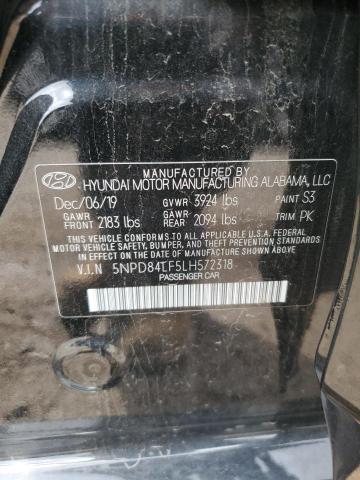 MANUFACTURED BY
HYUNDAI MOTOR MANUFACTURING ALABAMA, LLC
Dec/06/19 GVWR 3924 lbs PAINT S3
GAWR FRONT 2183 lbs GAWR REAR 2094 lbs TRIM PK
THIS VEHICLE CONFORMS TO ALL APPLICABLE U.S.A. FEDERAL
MOTOR VEHICLE SAFETY, BUMPER, AND THEFT PREVENTION
STANDARDS IN EFFECT ON THE DATE OF MANUFACTURE SHOWN ABOVE.
V.I.N 5NPD84LF5LH572318
PASSENGER CAR